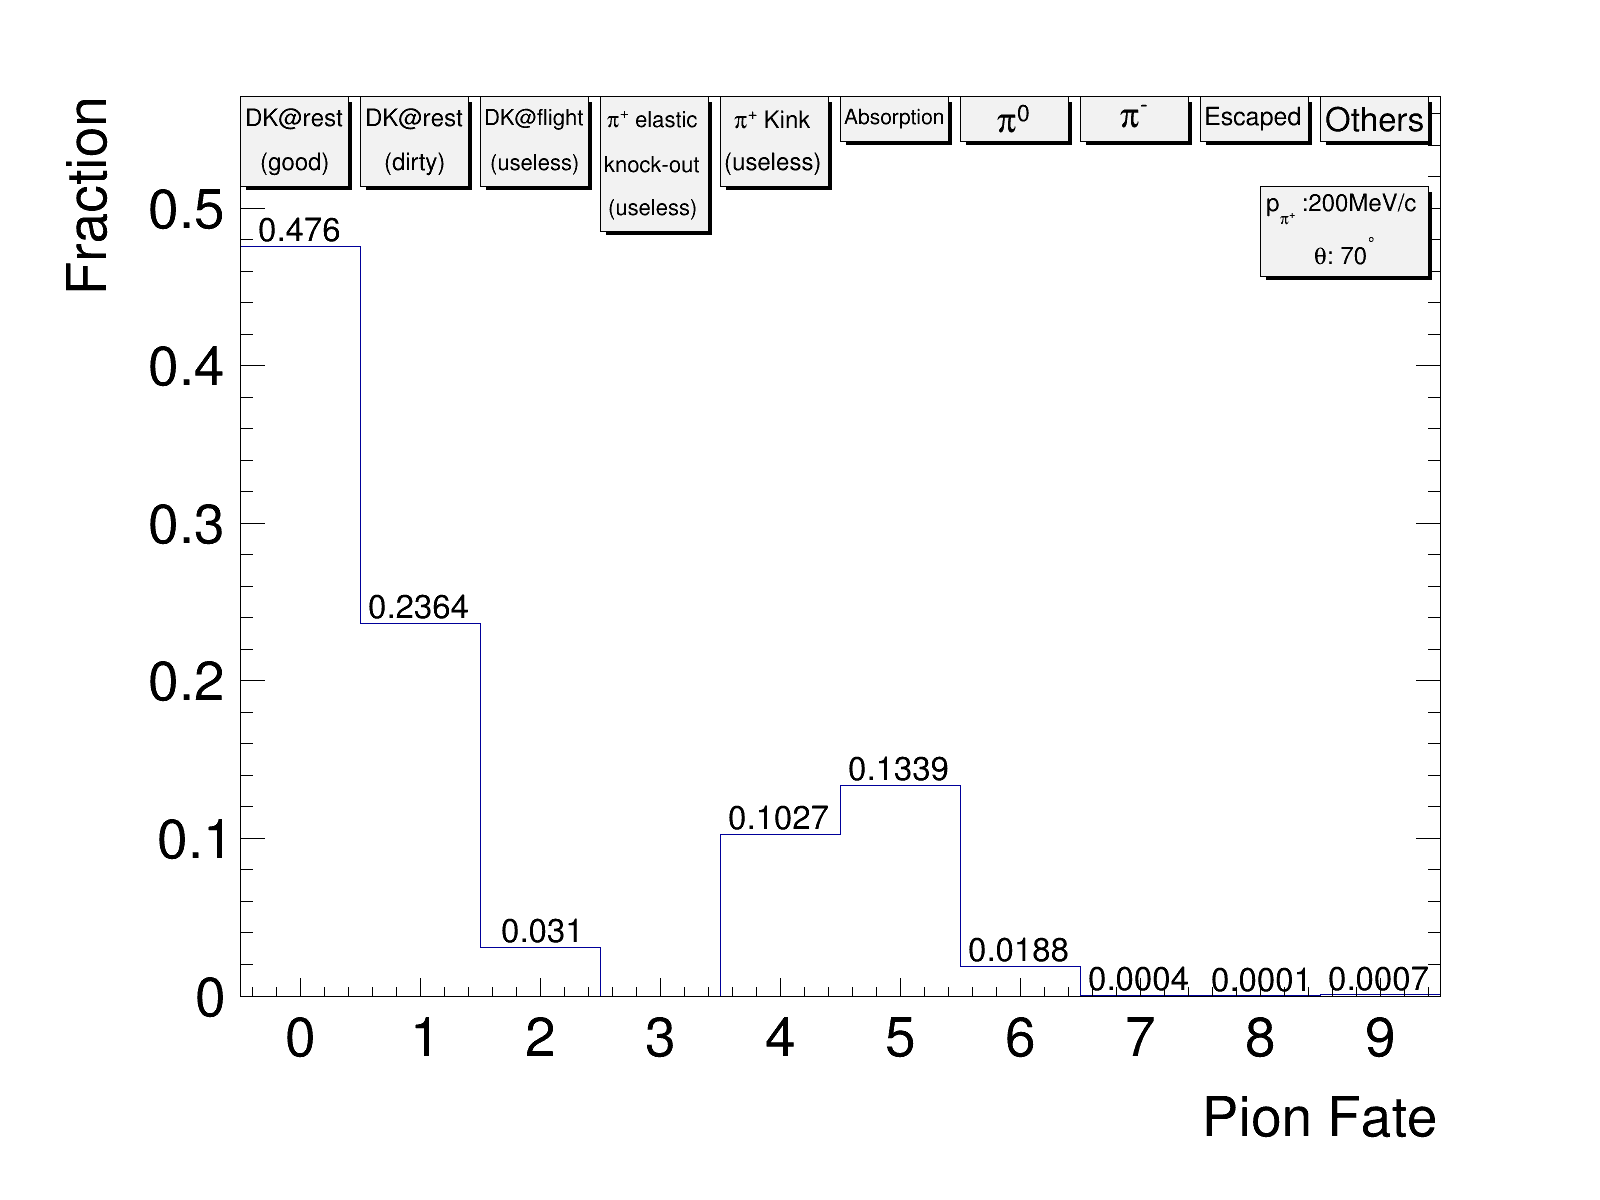 Fraction
DK@rest
(good)
DK@rest
(dirty)
DK@flight
(useless)
π⁺ elastic
knock-out
(useless)
π⁺ Kink
(useless)
Absorption
π⁰
π⁻
Escaped
Others
p_π⁺ :200MeV/c
θ: 70°
0.5
0.4
0.3
0.2
0.1
0
0.476
0.2364
0.031
0.1027
0.1339
0.0188
0.0004
0.0001
0.0007
0 1 2 3 4 5 6 7 8 9
Pion Fate